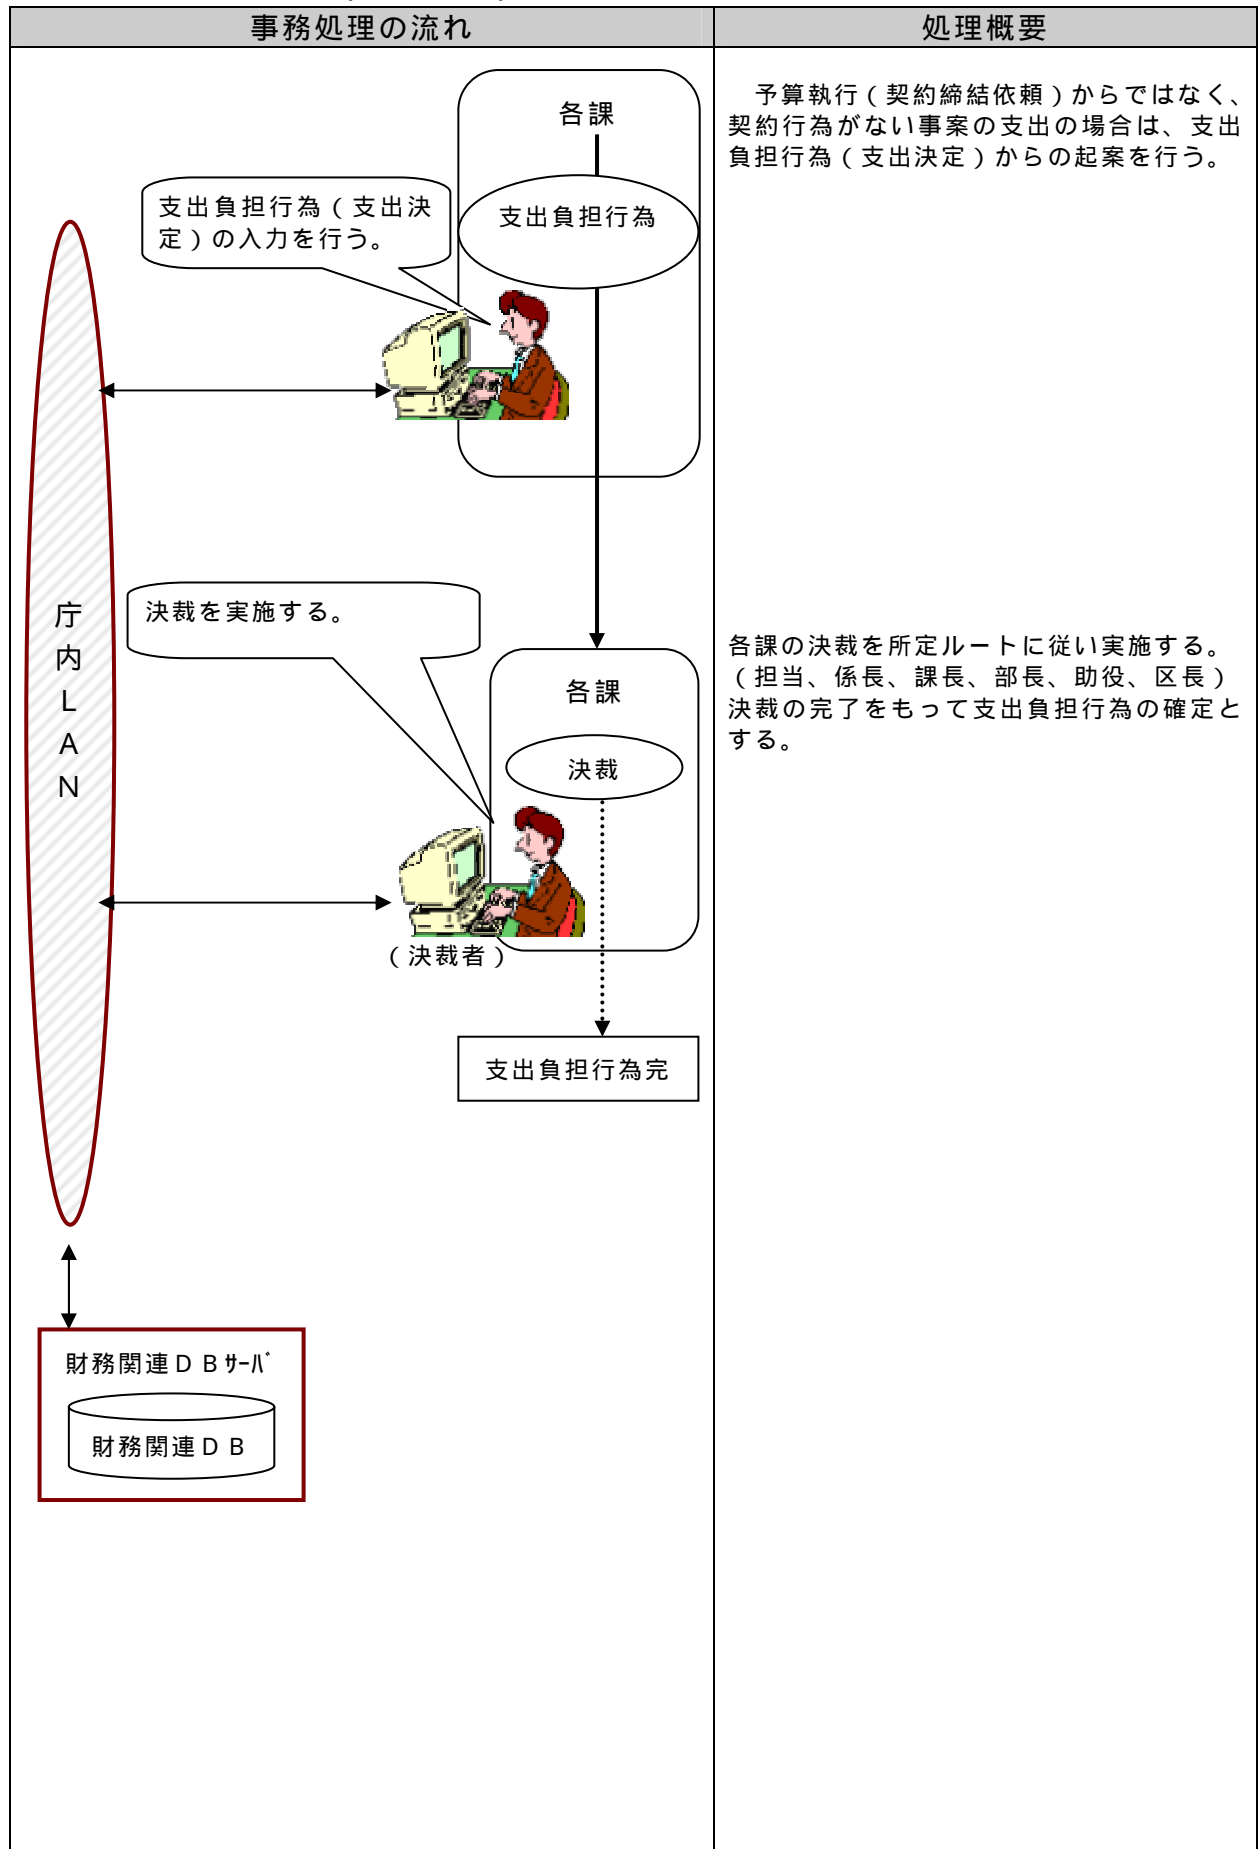 事務処理の流れ
処理概要
各課
予算執行（契約締結依頼）からではなく、
契約行為がない事案の支出の場合は、支出
負担行為（支出決定）からの起案を行う。
支出負担行為（支出決
定）の入力を行う。
支出負担行為
庁
内
Ｌ
Ａ
Ｎ
決裁を実施する。
各課
決裁
各課の決裁を所定ルートに従い実施する。
（担当、係長、課長、部長、助役、区長）
決裁の完了をもって支出負担行為の確定と
する。
（決裁者）
支出負担行為完
財務関連ＤＢｻｰﾊﾞ
財務関連ＤＢ